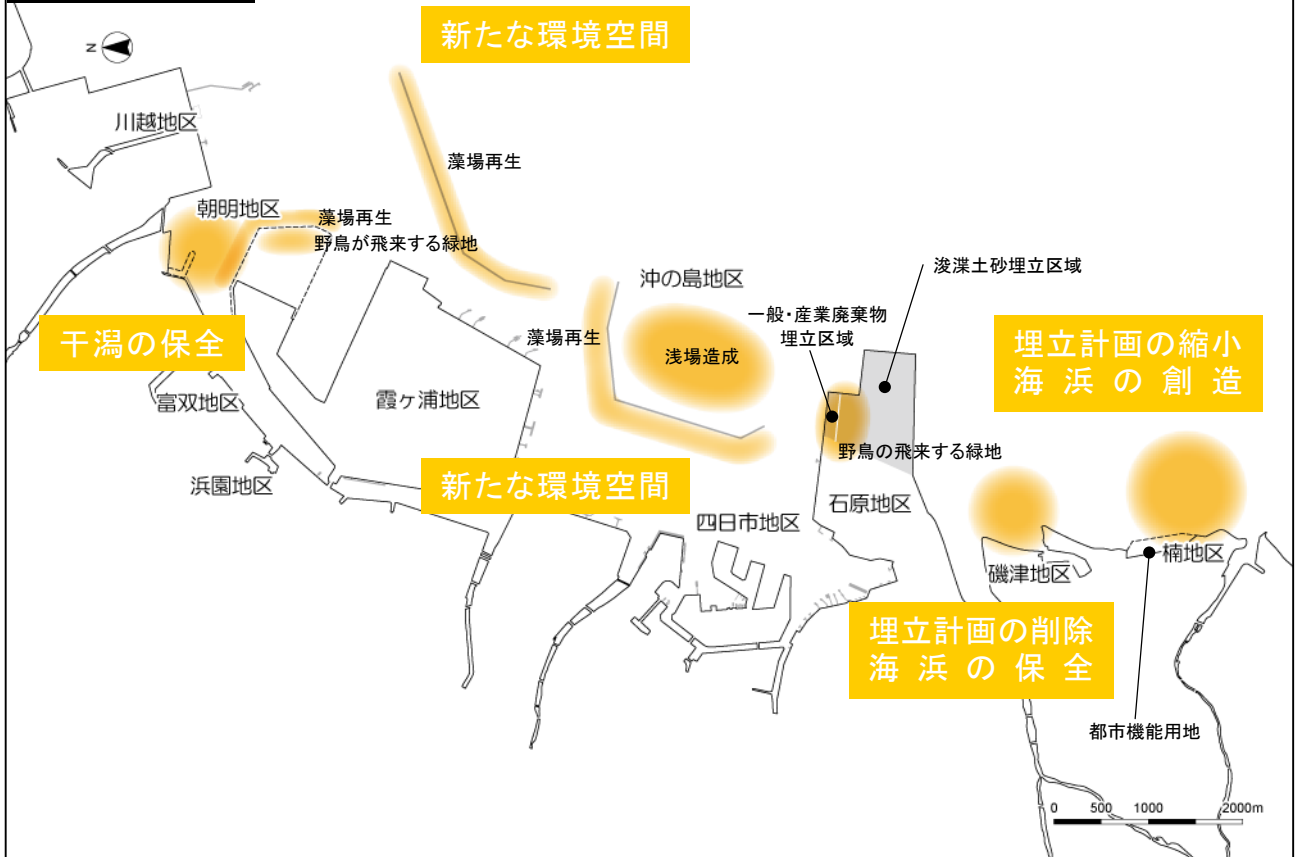 新たな環境空間
N
川越地区
藻場再生
朝明地区
藻場再生
野鳥が飛来する緑地
沖の島地区
浚渫土砂埋立区域
一般・産業廃棄物
埋立区域
干潟の保全
藻場再生
浅場造成
埋立計画の縮小
海浜の創造
富双地区
霞ヶ浦地区
野鳥の飛来する緑地
浜園地区
新たな環境空間
石原地区
四日市地区
磯津地区
楠地区
埋立計画の削除
海浜の保全
都市機能用地
0 500 1000 2000m